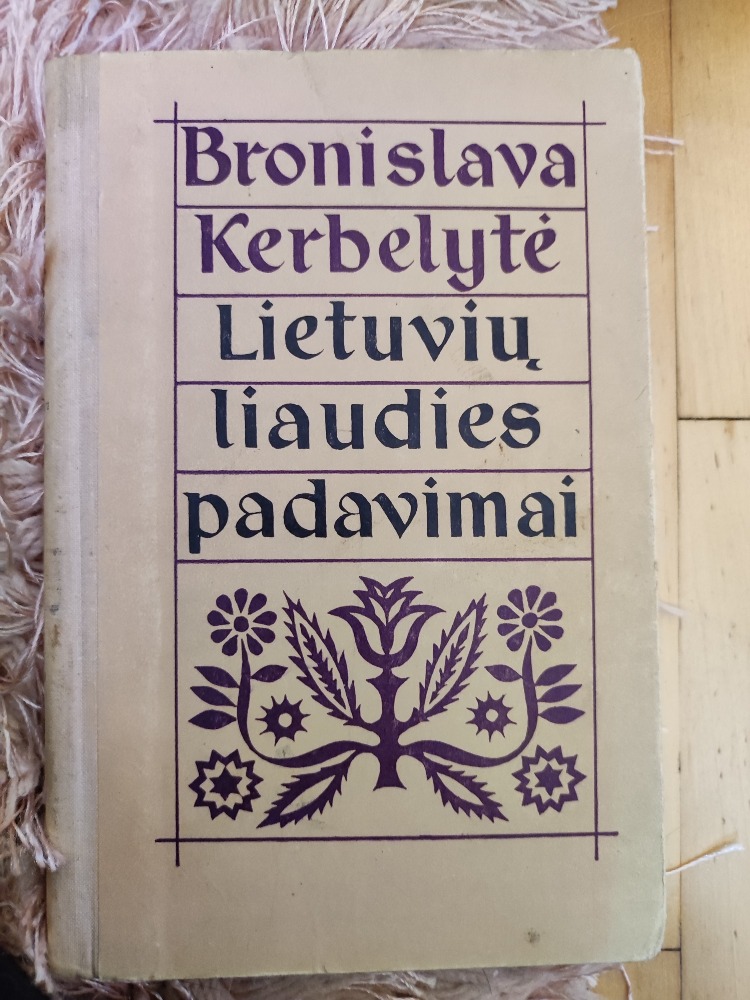 Bronislava
Kerbelytė
Lietuvių
liaudies
padavimai